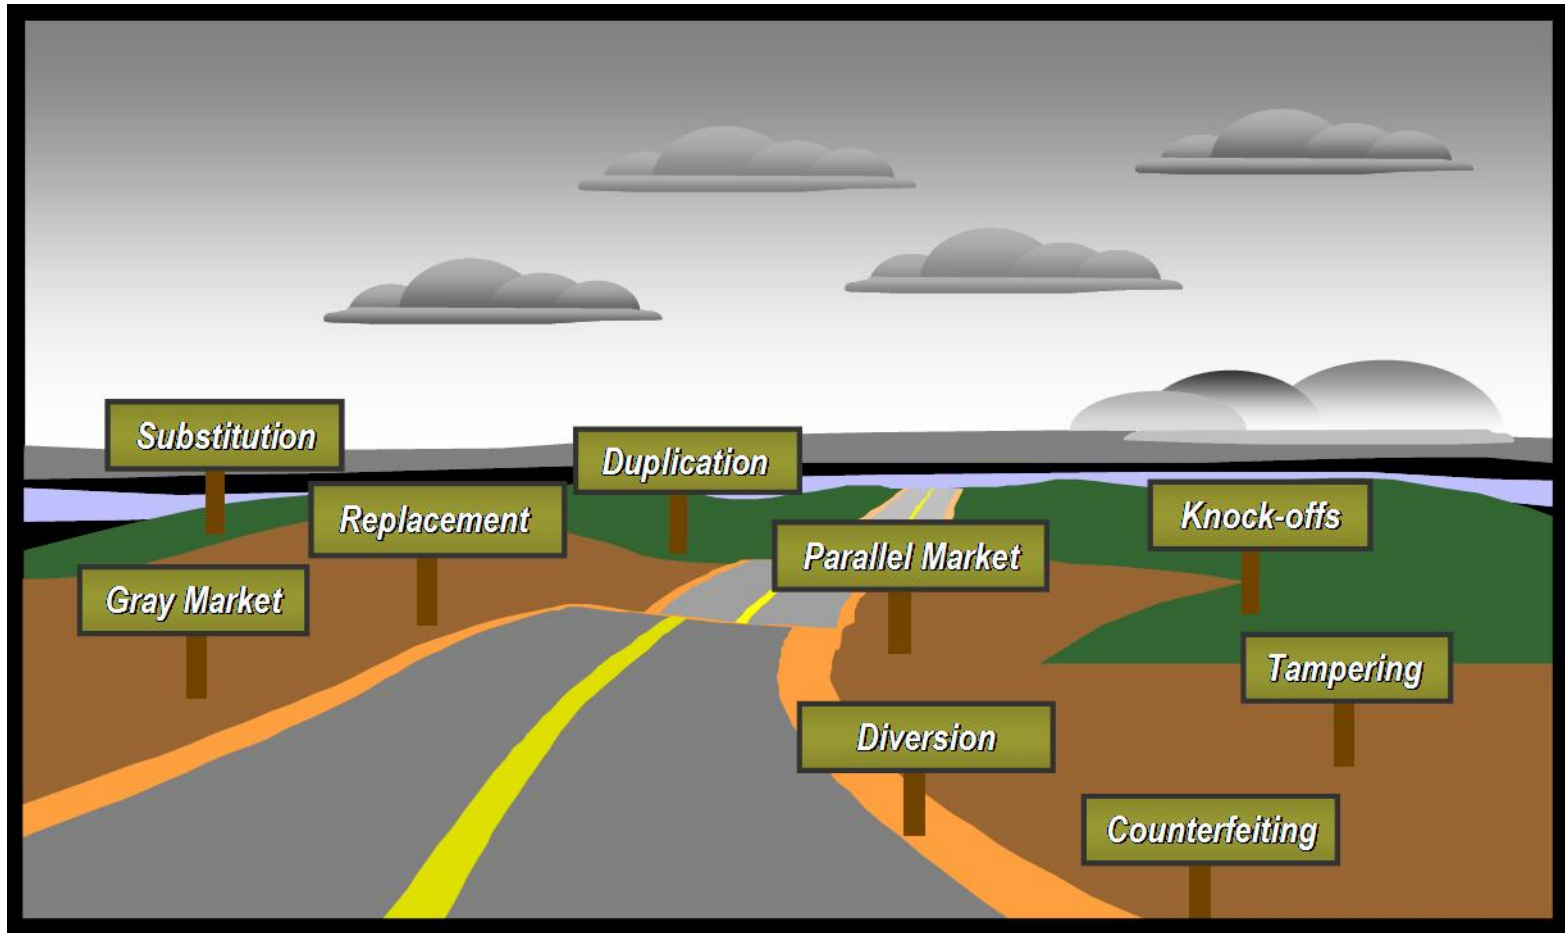 Substitution
Duplication
Replacement
Knock-offs
Parallel Market
Gray Market
Tampering
Diversion
Counterfeiting